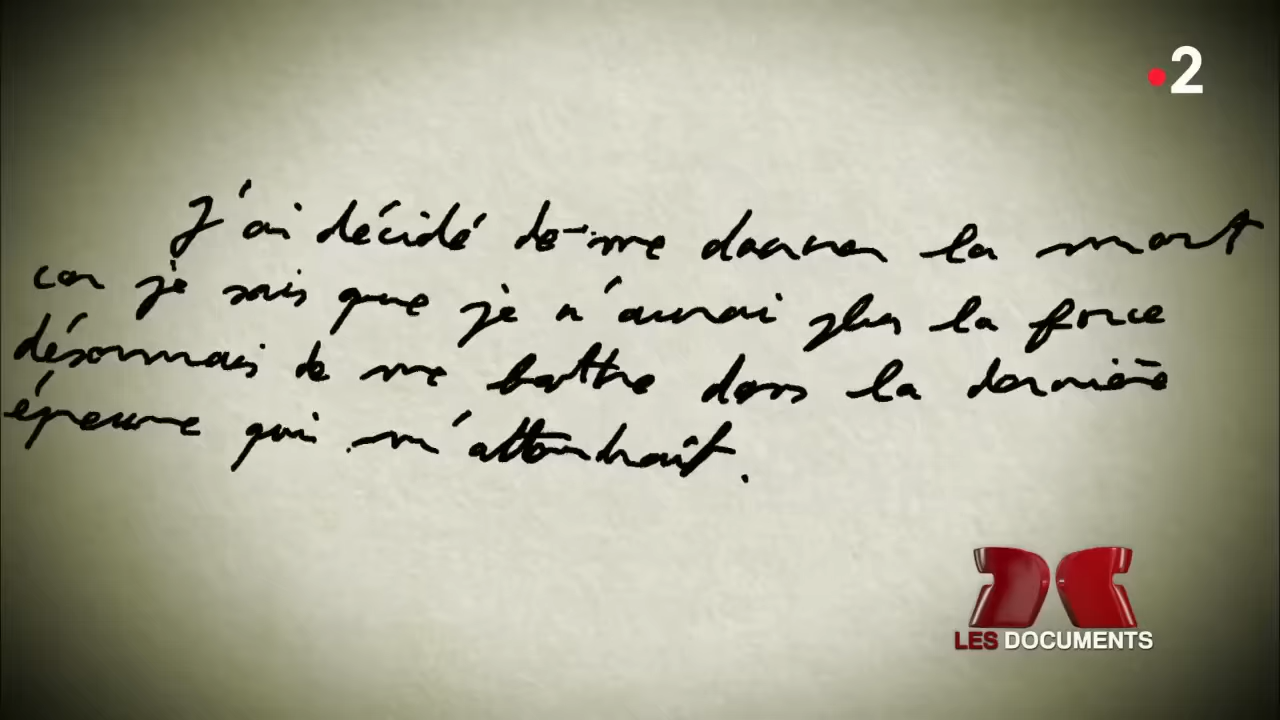 2
J'ai décidé de me donner la mort
car je sais que je n'aurai plus la force
désormais de me battre dans la dernière
épreuve qui m'attendrait.
LES DOCUMENTS